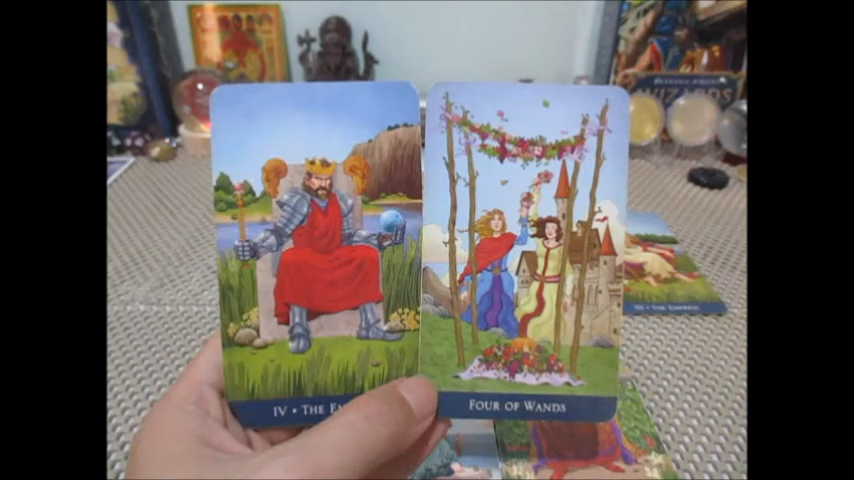 WIZARDS
IV • THE E
FOUR OF WANDS
III • THE EMPRESS